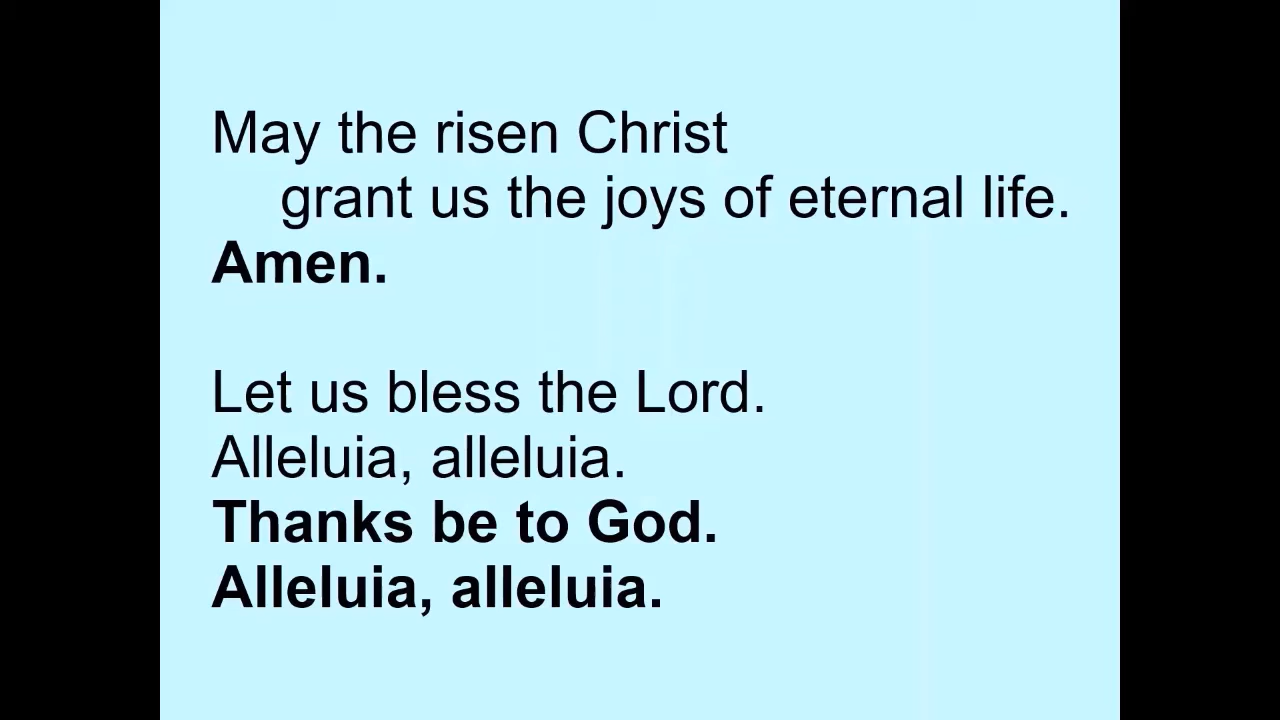 May the risen Christ
grant us the joys of eternal life.
Amen.
Let us bless the Lord.
Alleluia, alleluia.
Thanks be to God.
Alleluia, alleluia.